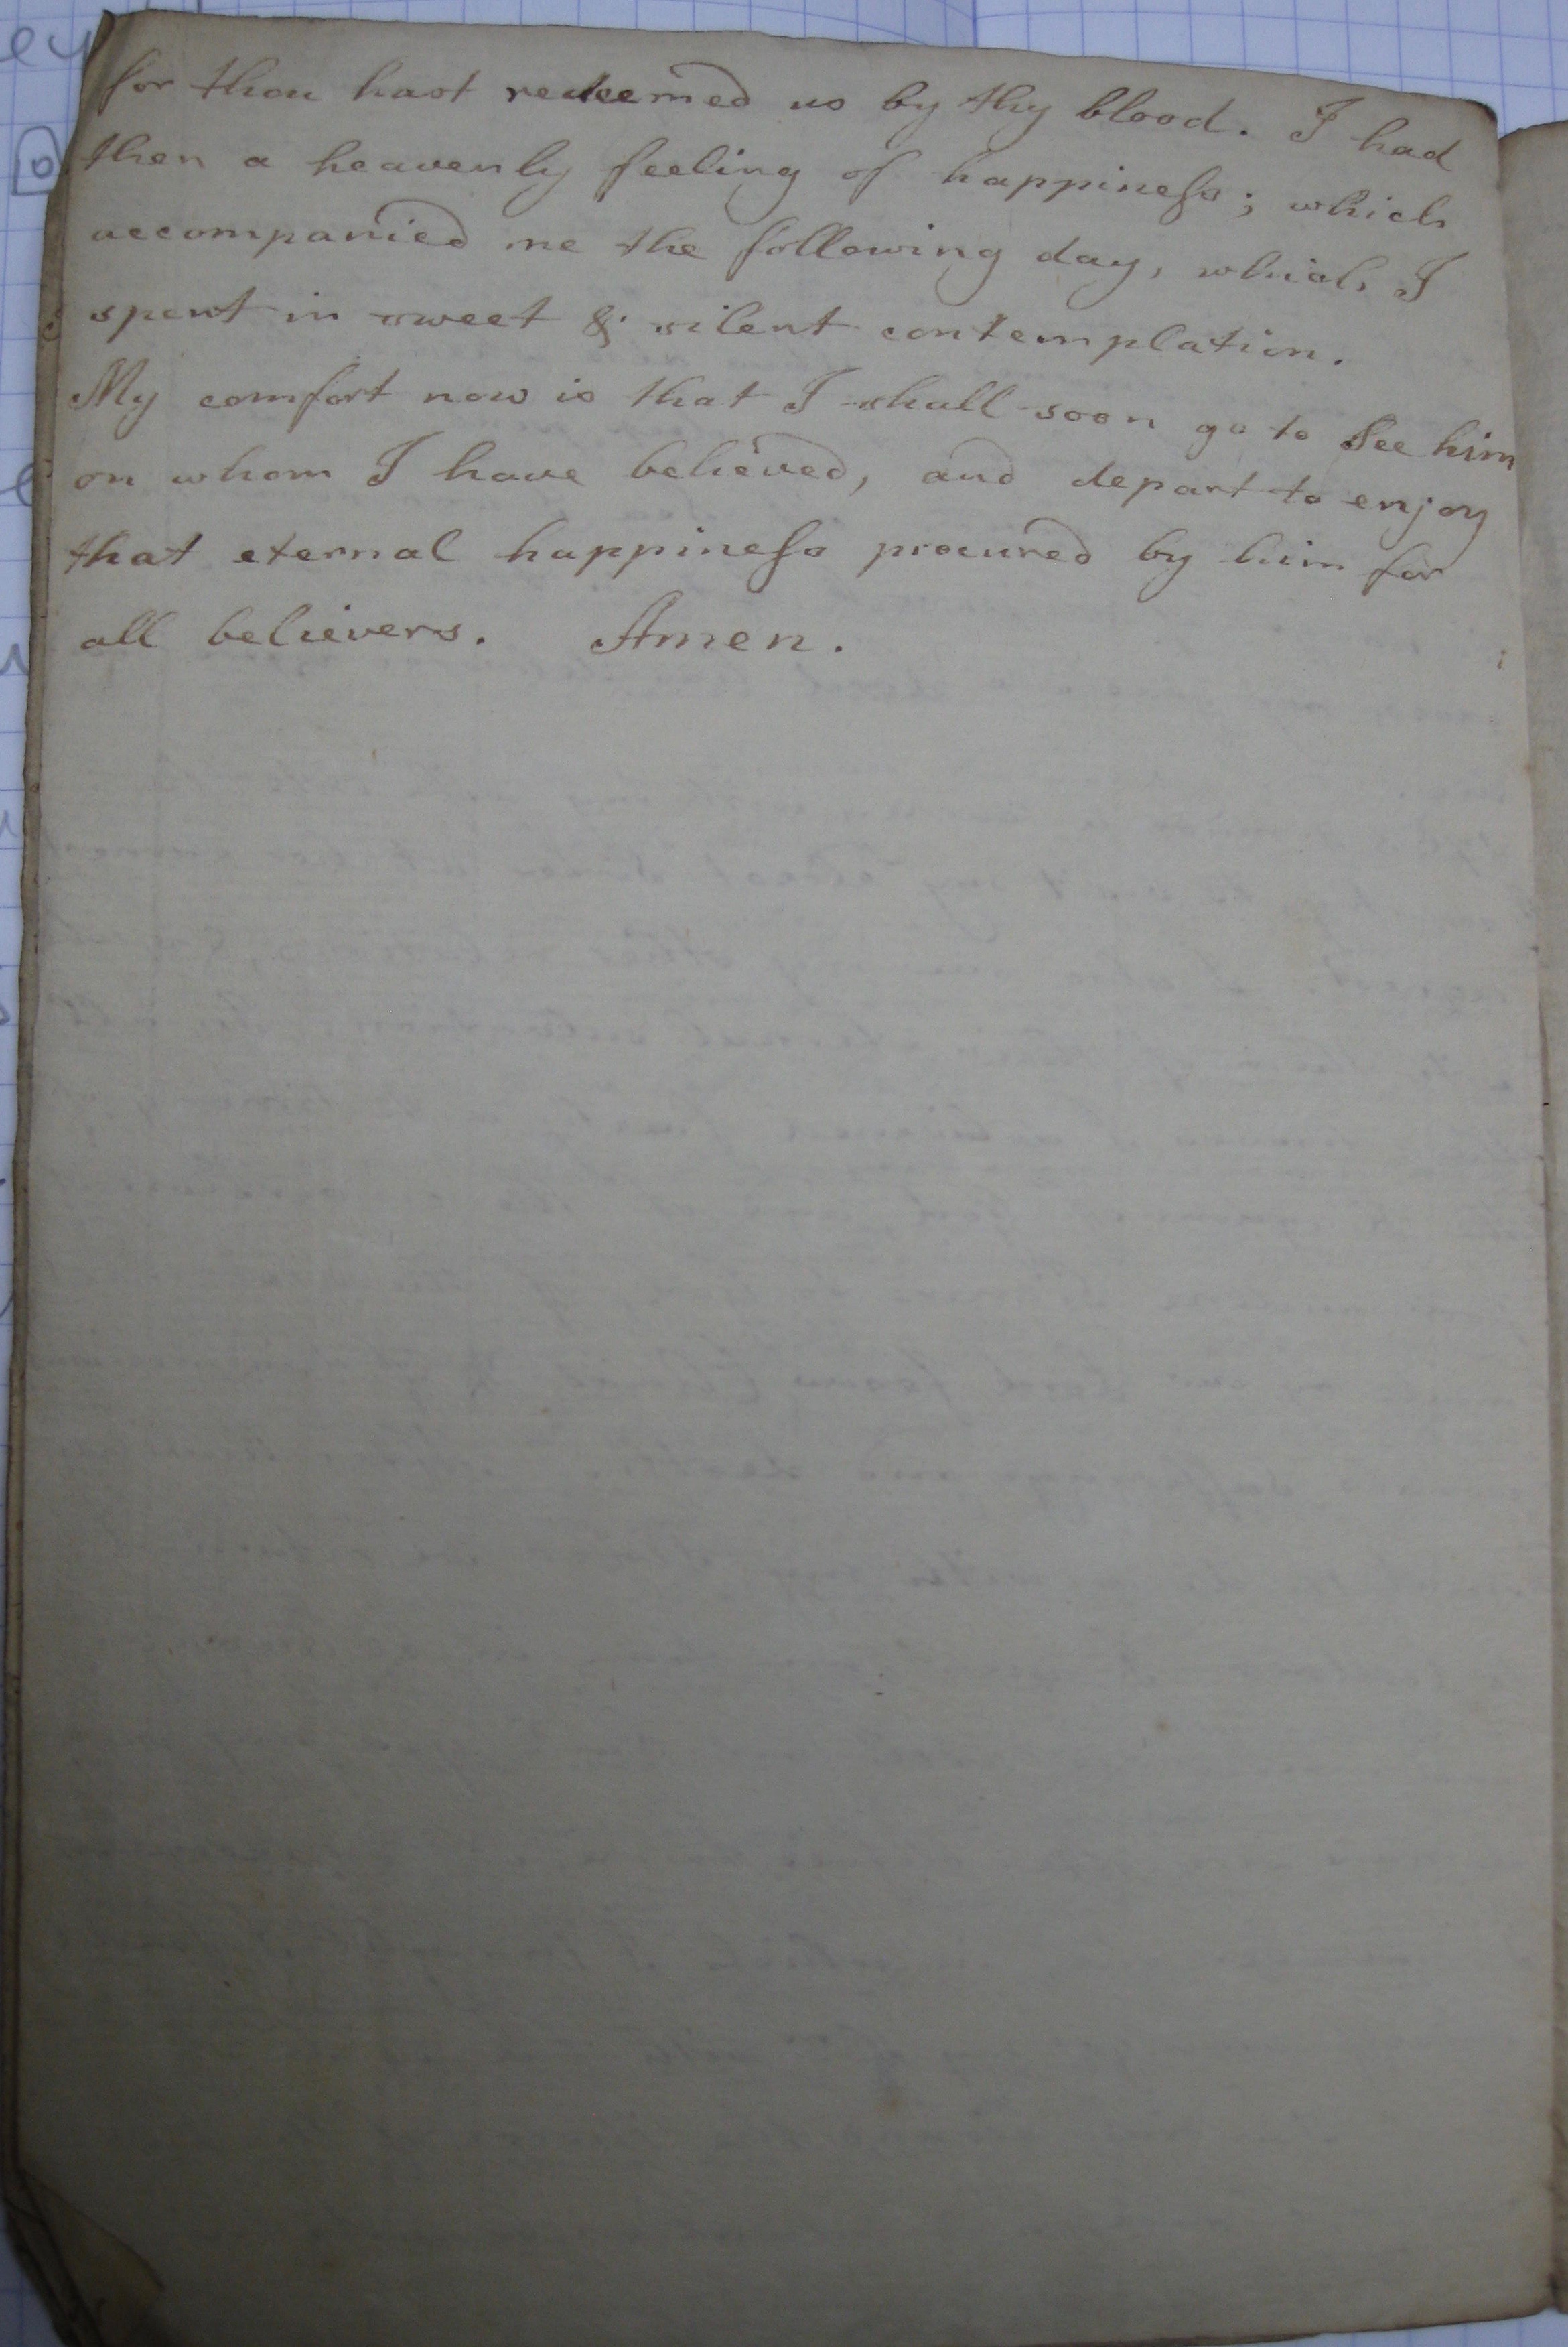 for thou hast redeemed us by thy blood. I had
then a heavenly feeling of happiness; which
accompanied me the following day, which I
spent in sweet & silent contemplation.
My comfort now is that I shall soon go to See him
on whom I have believed, and depart to enjoy
that eternal happiness procured by him for
all believers. Amen.